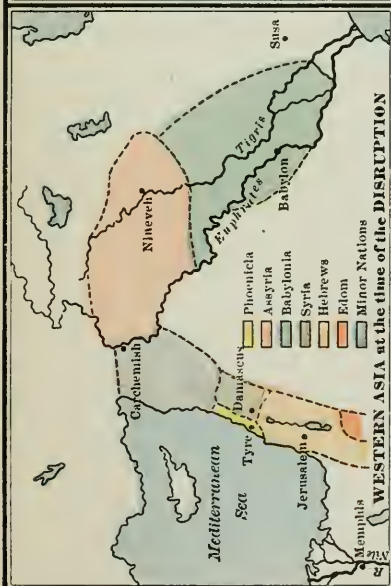 Susa
Tigris
Nineveh
Euphrates
Babylon
Carchemish
Phoenicia
Assyria
Babylonia
Syria
Hebrews
Edom
Minor Nations
Damascus
Tyre
Mediterranean
Sea
Jerusalem
Memphis
R
Nile
WESTERN ASIA at the time of the DISRUPTION